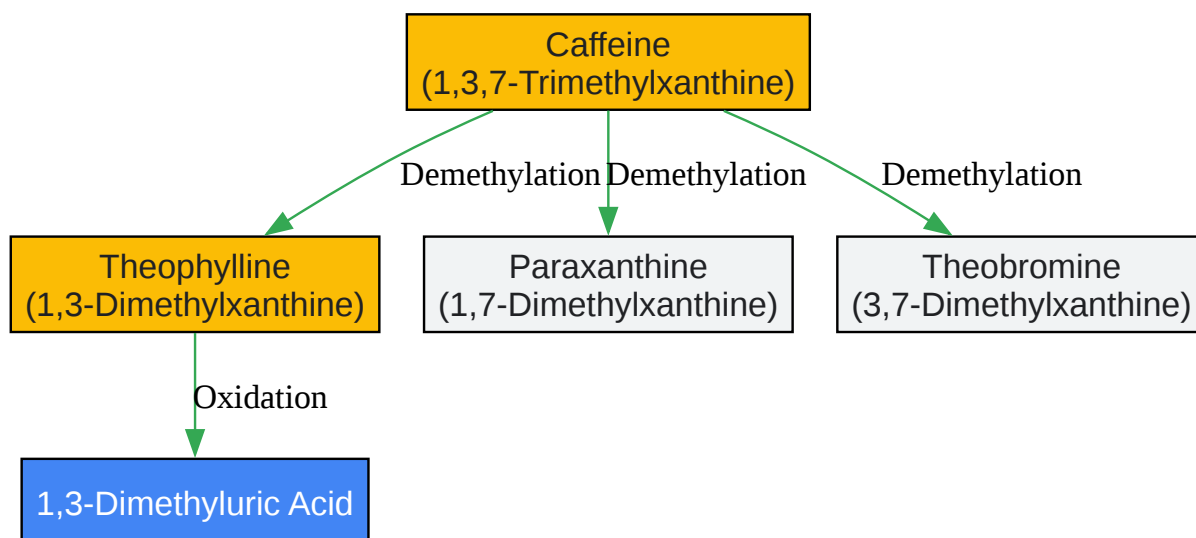 Caffeine
(1,3,7-Trimethylxanthine)
Demethylation
Demethylation
Demethylation
Theophylline
(1,3-Dimethylxanthine)
Paraxanthine
(1,7-Dimethylxanthine)
Theobromine
(3,7-Dimethylxanthine)
Oxidation
1,3-Dimethyluric Acid